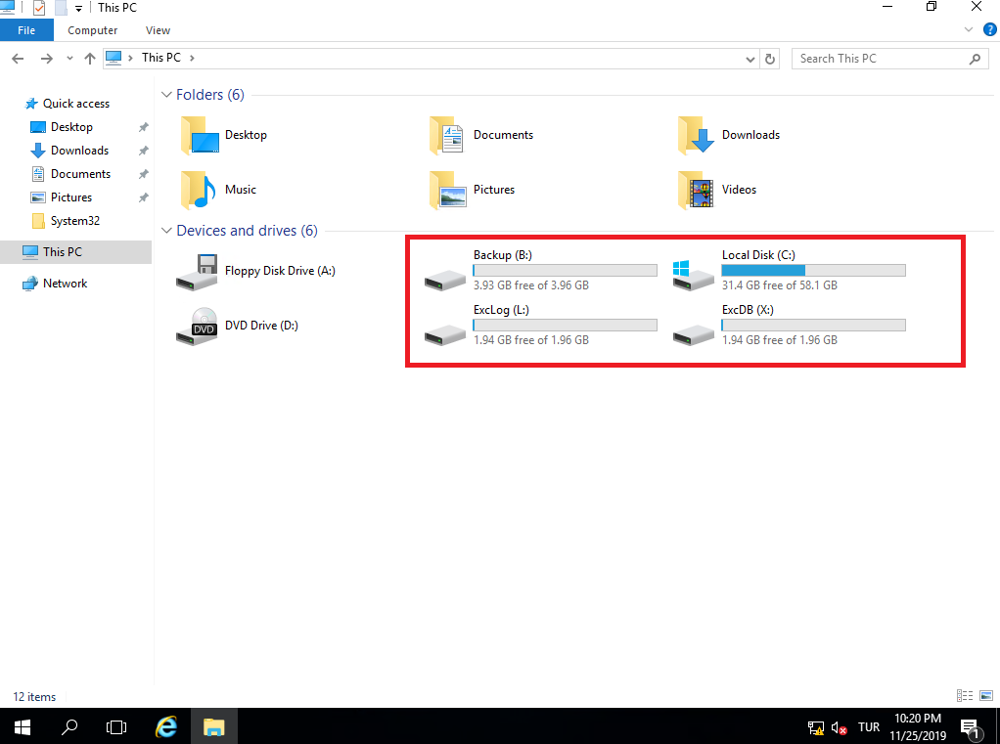 This PC
File
Computer
View
?
This PC
Search This PC
Quick access
Desktop
Downloads
Documents
Pictures
System32
This PC
Network
Folders (6)
Desktop
Documents
Downloads
Music
Pictures
Videos
Devices and drives (6)
Floppy Disk Drive (A:)
Backup (B:)
3.93 GB free of 3.96 GB
Local Disk (C:)
31.4 GB free of 58.1 GB
DVD
DVD Drive (D:)
ExcLog (L:)
1.94 GB free of 1.96 GB
ExcDB (X:)
1.94 GB free of 1.96 GB
12 items
TUR
10:20 PM
11/25/2019
1